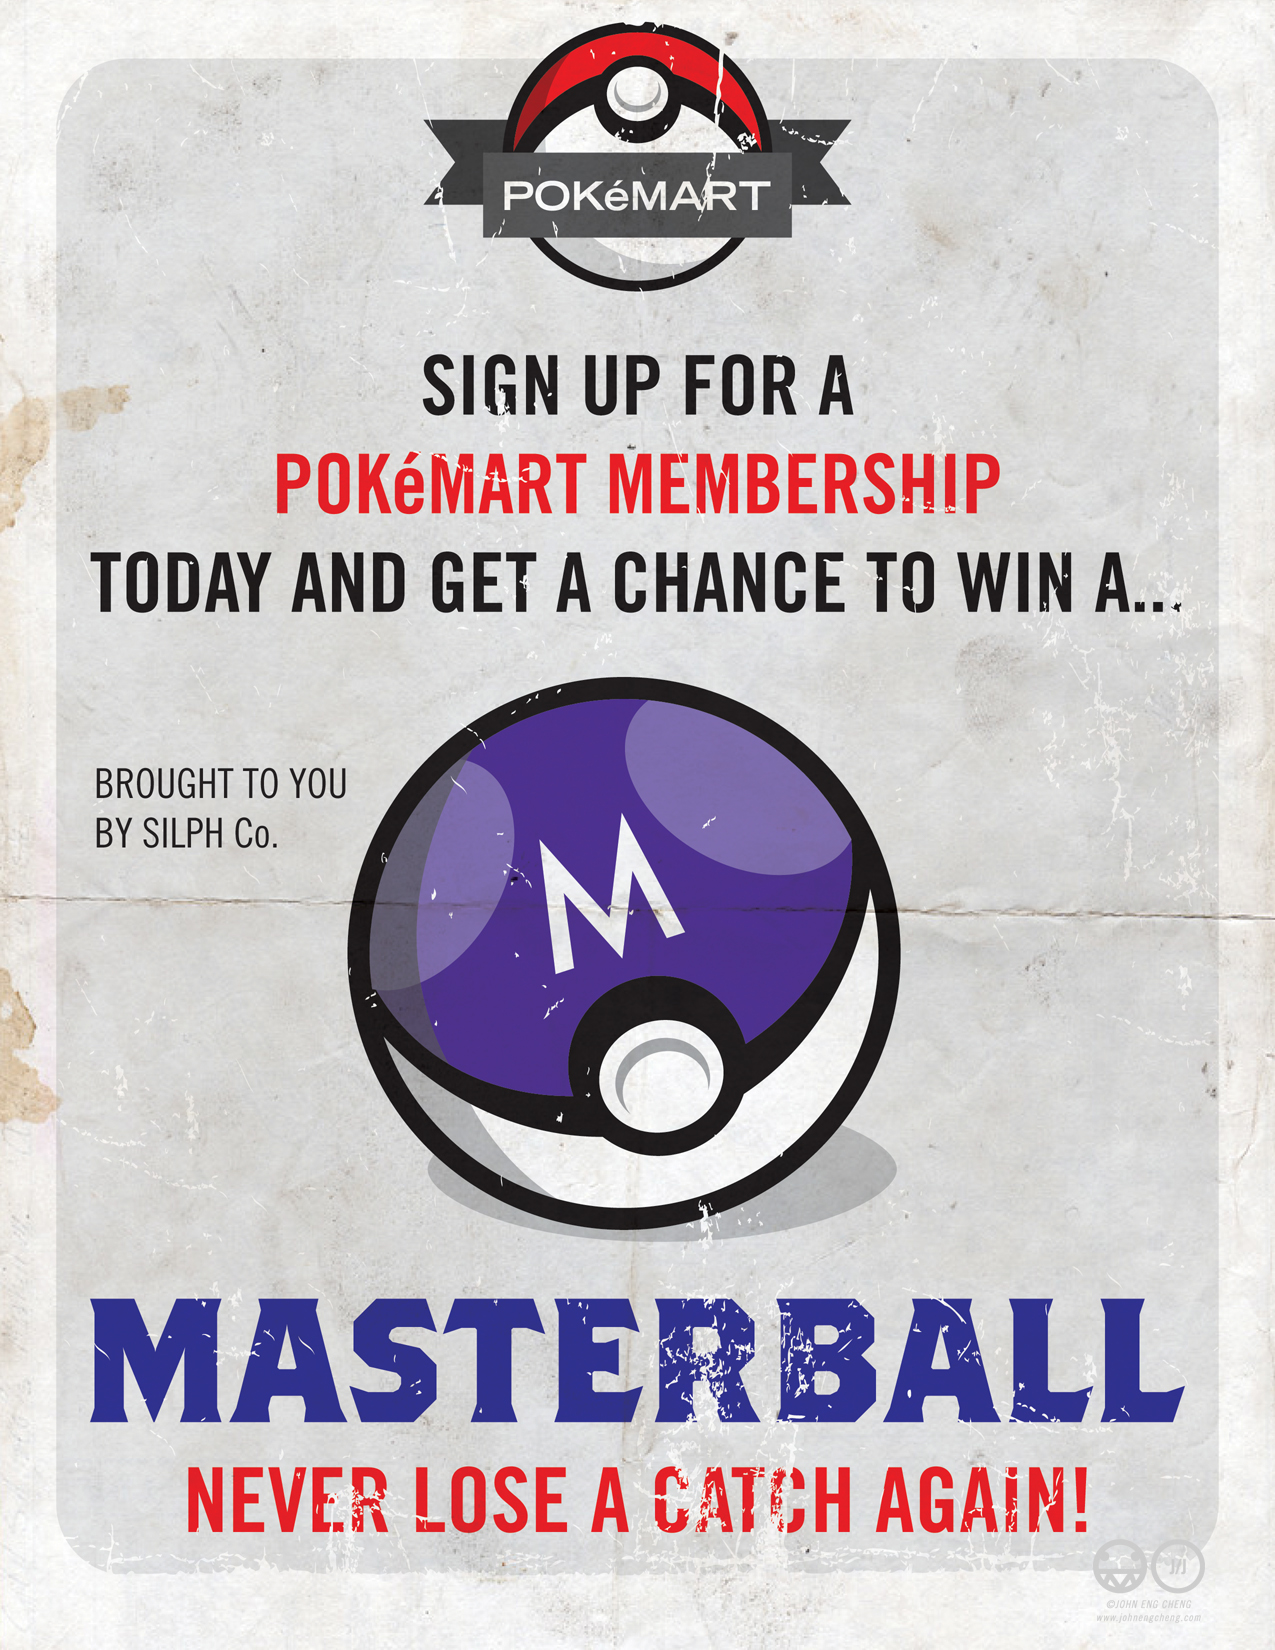 POKéMART
SIGN UP FOR A
POKéMART MEMBERSHIP
TODAY AND GET A CHANCE TO WIN A...
BROUGHT TO YOU
BY SILPH Co.
M
MASTERBALL
NEVER LOSE A CATCH AGAIN!
©JOHN ENG CHENG
www.johnengcheng.com